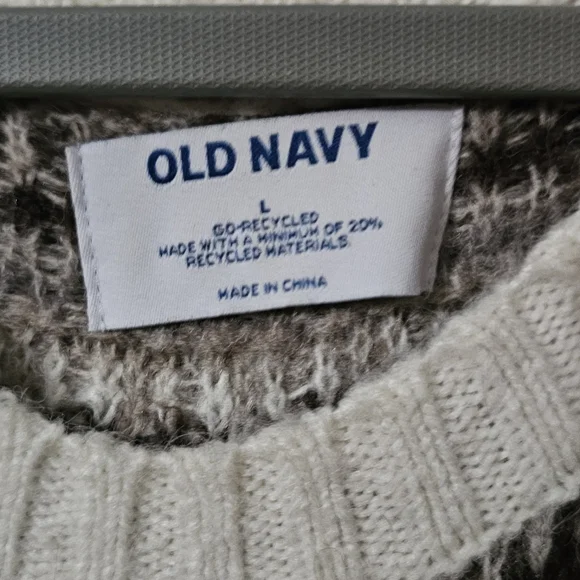 OLD NAVY
L
GO-RECYCLED
MADE WITH A MINIMUM OF 20%
RECYCLED MATERIALS.
MADE IN CHINA